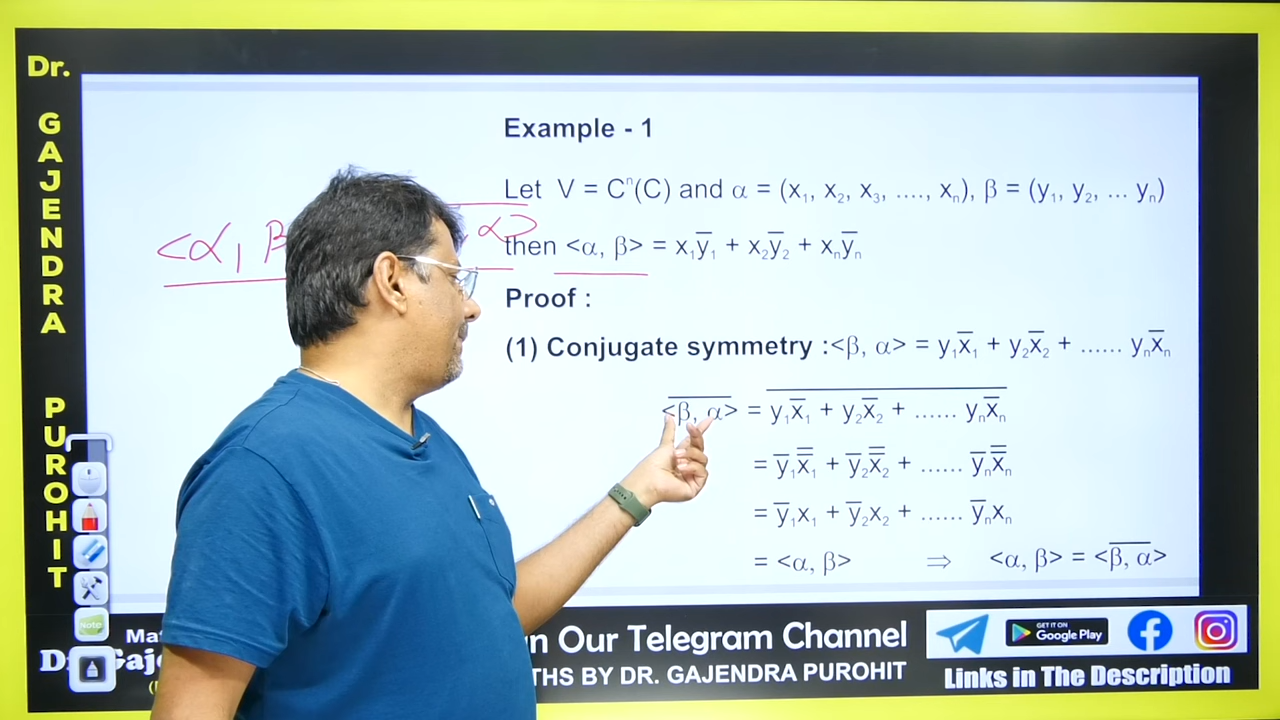 Dr.
GAJENDRA
PUROHIT
Example - 1
Let V = Cⁿ(C) and α = (x₁, x₂, x₃, ...., xₙ), β = (y₁, y₂, ... yₙ)
<α, β
α>
then <α, β> = x₁y̅₁ + x₂y̅₂ + xₙy̅ₙ
Proof :
(1) Conjugate symmetry :<β, α> = y₁x̅₁ + y₂x̅₂ + ...... yₙx̅ₙ
<β̅,̅ ̅α̅> = y̅₁̅x̿₁̅ ̅+̅ ̅y̅₂̅x̿₂̅ ̅+̅ ̅.̅.̅.̅.̅.̅.̅ ̅y̅ₙ̅x̿ₙ̅
= y̅₁x̿₁ + y̅₂x̿₂ + ...... y̅ₙx̿ₙ
= y̅₁x₁ + y̅₂x₂ + ...... y̅ₙxₙ
= <α, β> ⇒ <α, β> = <β̅,̅ ̅α̅>
Note
n Our Telegram Channel
THS BY DR. GAJENDRA PUROHIT
GET IT ON
Google Play
Links in The Description